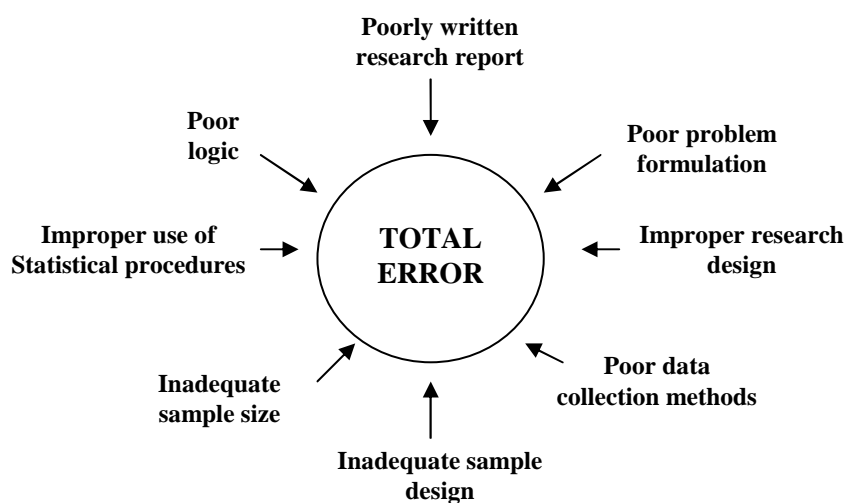 Poorly written
research report
Poor
logic
Poor problem
formulation
Improper use of
Statistical procedures
TOTAL
ERROR
Improper research
design
Inadequate
sample size
Poor data
collection methods
Inadequate sample
design